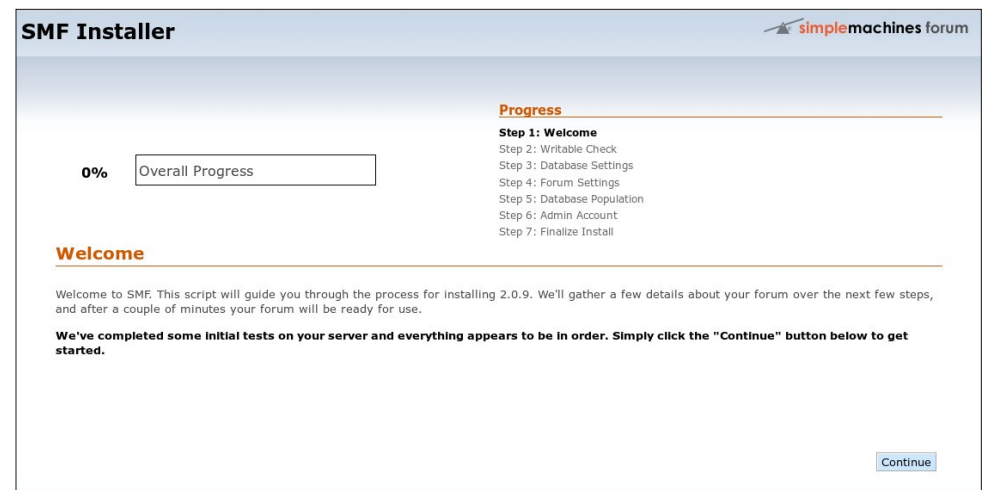 SMF Installer
simplemachines forum
Progress
Step 1: Welcome
Step 2: Writable Check
Step 3: Database Settings
Step 4: Forum Settings
Step 5: Database Population
Step 6: Admin Account
Step 7: Finalize Install
0%
Overall Progress
Welcome
Welcome to SMF. This script will guide you through the process for installing 2.0.9. We'll gather a few details about your forum over the next few steps,
and after a couple of minutes your forum will be ready for use.
We've completed some initial tests on your server and everything appears to be in order. Simply click the "Continue" button below to get
started.
Continue